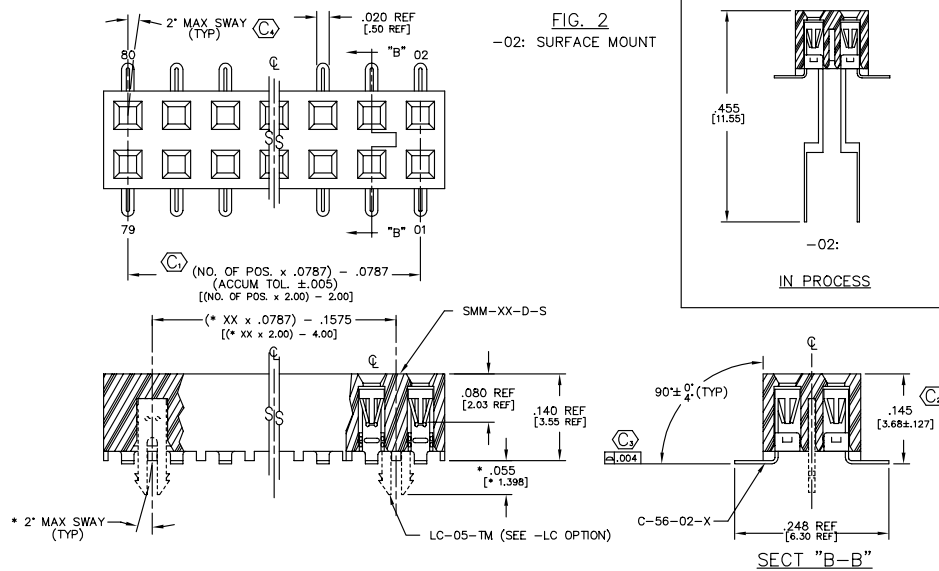 2° MAX SWAY
(TYP)
C4
.020 REF
[.50 REF]
FIG. 2
-02: SURFACE MOUNT
80
℄
"B"
02
SS
79
"B"
01
C1
(NO. OF POS. x .0787) - .0787
(ACCUM TOL. ±.005)
[(NO. OF POS. x 2.00) - 2.00]
.455
[11.55]
-02:
IN PROCESS
(* XX x .0787) - .1575
[(* XX x 2.00) - 4.00]
SMM-XX-D-S
℄
℄
SS
.080 REF
[2.03 REF]
.140 REF
[3.55 REF]
* .055
[* 1.398]
* 2° MAX SWAY
(TYP)
LC-05-TM (SEE -LC OPTION)
℄
90°± 0°
4° (TYP)
C2
.145
[3.68±.127]
C3
.004
C-56-02-X
.248 REF
[6.30 REF]
SECT "B-B"